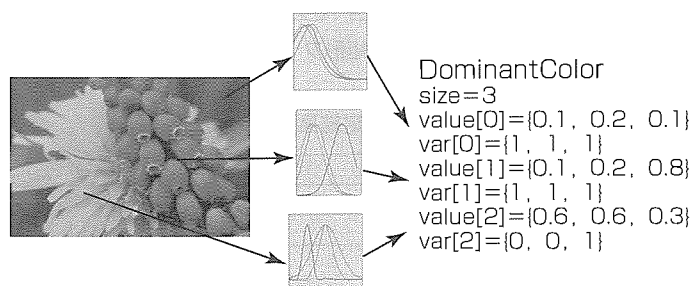 DominantColor
size=3
value[0]={0.1, 0.2, 0.1}
var[0]={1, 1, 1}
value[1]={0.1, 0.2, 0.8}
var[1]={1, 1, 1}
value[2]={0.6, 0.6, 0.3}
var[2]={0, 0, 1}